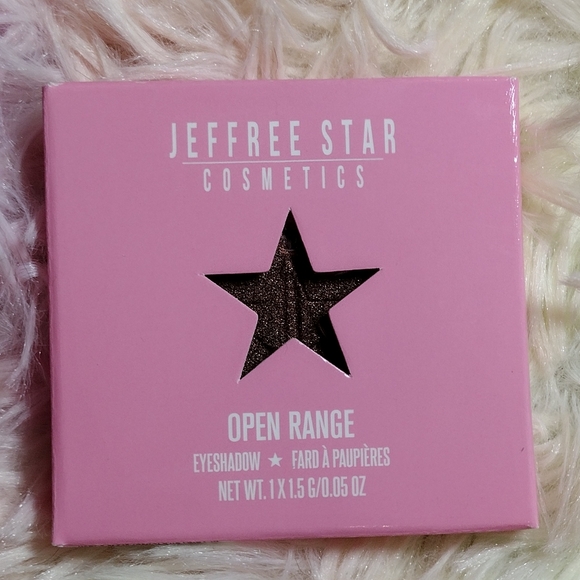 JEFFREE STAR
COSMETICS
OPEN RANGE
EYESHADOW ★ FARD À PAUPIÈRES
NET WT. 1 X 1.5 G/0.05 OZ